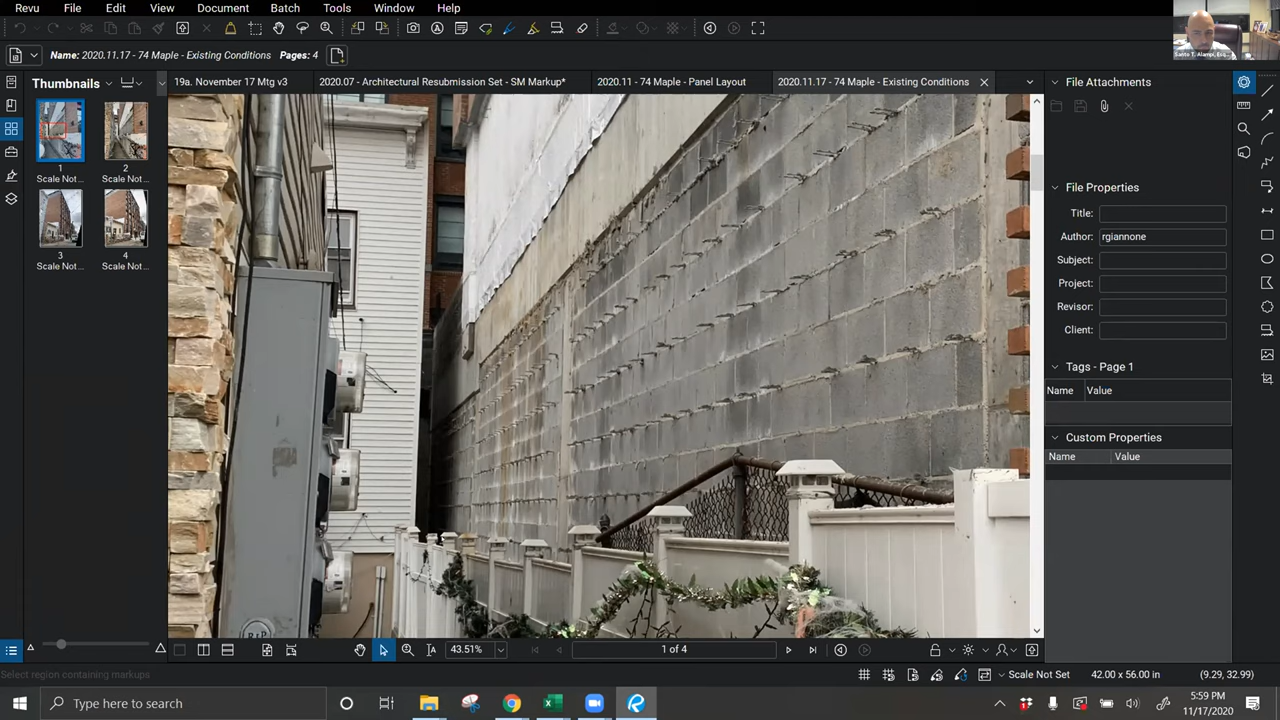 Revu File Edit View Document Batch Tools Window Help
Name: 2020.11.17 - 74 Maple - Existing Conditions Pages: 4
Santo T. Alampi, Esq...
Thumbnails
19a. November 17 Mtg v3
2020.07 - Architectural Resubmission Set - SM Markup*
2020.11 - 74 Maple - Panel Layout
2020.11.17 - 74 Maple - Existing Conditions
File Attachments
1
Scale Not...
2
Scale Not...
3
Scale Not...
4
Scale Not...
File Properties
Title:
Author: rgiannone
Subject:
Project:
Revisor:
Client:
Tags - Page 1
Name Value
Custom Properties
Name Value
RIP
43.51%
1 of 4
Select region containing markups
Scale Not Set
42.00 x 56.00 in
(9.29, 32.99)
Type here to search
5:59 PM
11/17/2020